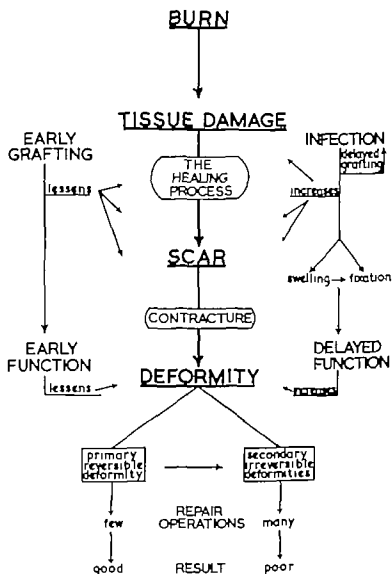 BURN
TISSUE DAMAGE
EARLY
GRAFTING
lessens
THE
HEALING
PROCESS
INFECTION
delayed
grafting
increases
SCAR
swelling
fixation
CONTRACTURE
EARLY
FUNCTION
lessens
DEFORMITY
DELAYED
FUNCTION
increases
primary
reversible
deformity
secondary
irreversible
deformities
few
REPAIR
OPERATIONS
many
good
RESULT
poor